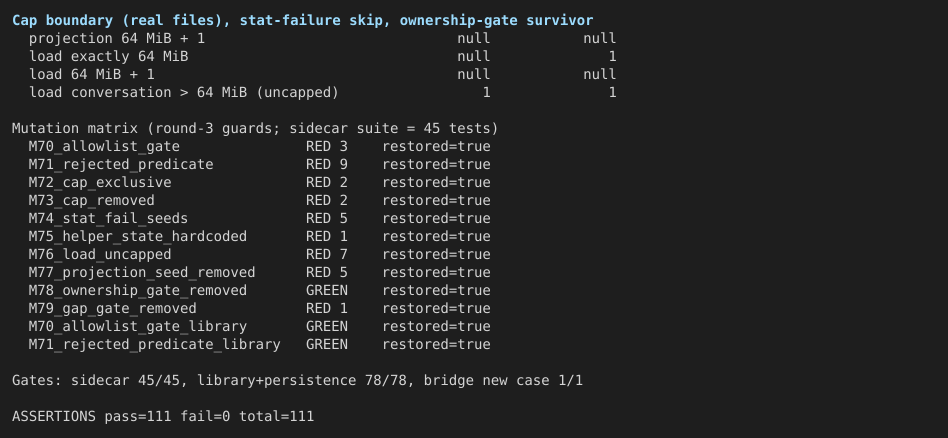 Cap boundary (real files), stat-failure skip, ownership-gate survivor
projection 64 MiB + 1 null null
load exactly 64 MiB null 1
load 64 MiB + 1 null null
load conversation > 64 MiB (uncapped) 1 1
Mutation matrix (round-3 guards; sidecar suite = 45 tests)
M70_allowlist_gate RED 3 restored=true
M71_rejected_predicate RED 9 restored=true
M72_cap_exclusive RED 2 restored=true
M73_cap_removed RED 2 restored=true
M74_stat_fail_seeds RED 5 restored=true
M75_helper_state_hardcoded RED 1 restored=true
M76_load_uncapped RED 7 restored=true
M77_projection_seed_removed RED 5 restored=true
M78_ownership_gate_removed GREEN restored=true
M79_gap_gate_removed RED 1 restored=true
M70_allowlist_gate_library GREEN restored=true
M71_rejected_predicate_library GREEN restored=true
Gates: sidecar 45/45, library+persistence 78/78, bridge new case 1/1
ASSERTIONS pass=111 fail=0 total=111